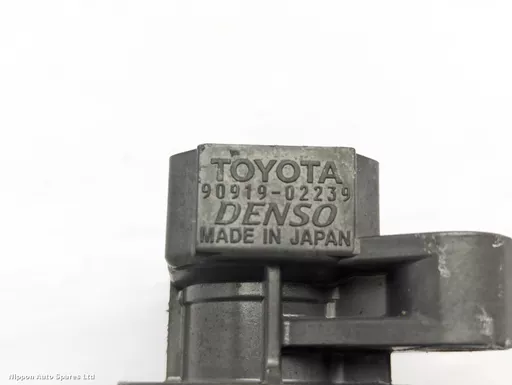 TOYOTA
90919-02239
DENSO
MADE IN JAPAN
Nippon Auto Spares Ltd